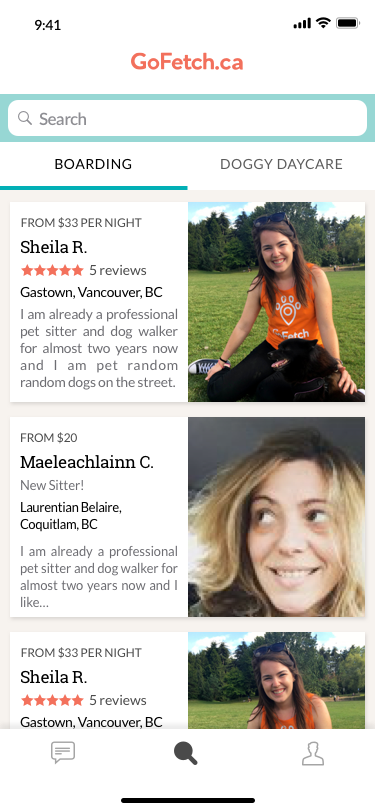 9:41
GoFetch.ca
Search
BOARDING
DOGGY DAYCARE
FROM $33 PER NIGHT
Sheila R.
5 reviews
Gastown, Vancouver, BC
I am already a professional
pet sitter and dog walker
for almost two years now
and I am pet random
random dogs on the street.
GoFetch
FROM $20
Maeleachlainn C.
New Sitter!
Laurentian Belaire,
Coquitlam, BC
I am already a professional
pet sitter and dog walker for
almost two years now and I
like...
FROM $33 PER NIGHT
Sheila R.
5 reviews
Gastown, Vancouver, BC